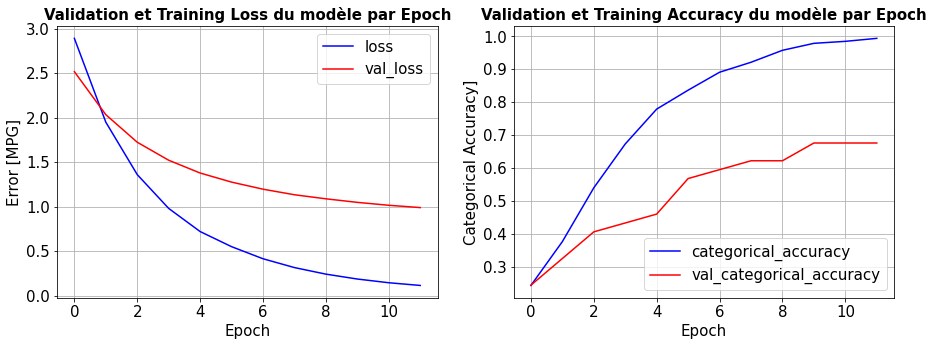 Validation et Training Loss du modèle par Epoch
3.0
2.5
2.0
1.5
1.0
0.5
0.0
Error [MPG]
loss
val_loss
0 2 4 6 8 10
Epoch
Validation et Training Accuracy du modèle par Epoch
1.0
0.9
0.8
0.7
0.6
0.5
0.4
0.3
Categorical Accuracy]
categorical_accuracy
val_categorical_accuracy
0 2 4 6 8 10
Epoch